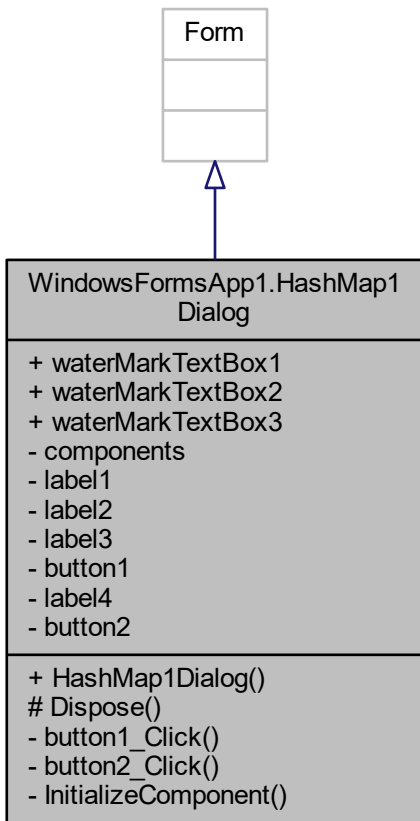 Form
WindowsFormsApp1.HashMap1
Dialog
+ waterMarkTextBox1
+ waterMarkTextBox2
+ waterMarkTextBox3
- components
- label1
- label2
- label3
- button1
- label4
- button2
+ HashMap1Dialog()
# Dispose()
- button1_Click()
- button2_Click()
- InitializeComponent()